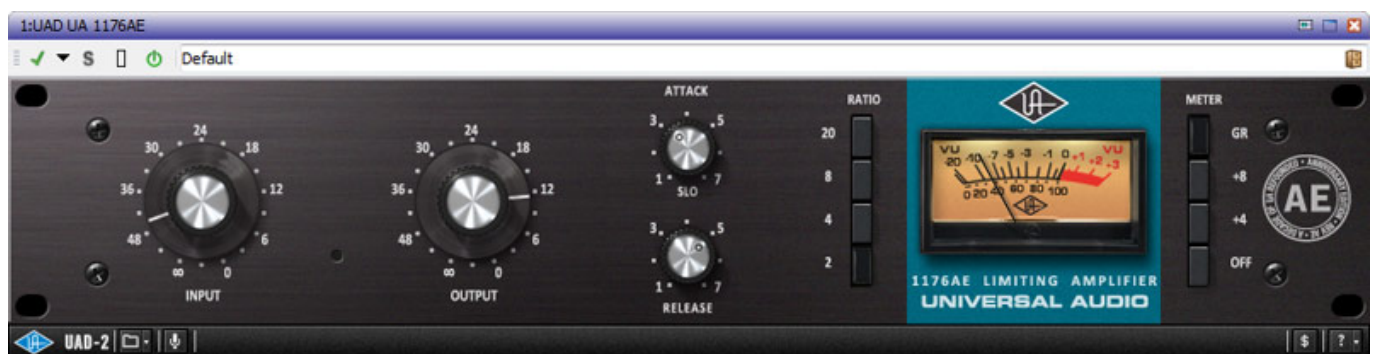 1:UAD UA 1176AE
S
Default
ATTACK
3 5
1 7
SLO
24
30 18
36 12
48 6
∞ 0
INPUT
24
30 18
36 12
48 6
∞ 0
OUTPUT
3 5
1 7
RELEASE
RATIO
20
8
4
2
UA
VU VU
-20 -10 -7 -5 -3 -1 0 +1 +2 +3
0 20 40 60 80 100
1176AE LIMITING AMPLIFIER
UNIVERSAL AUDIO
METER
GR
+8
+4
OFF
AE
UAD-2
$ ?